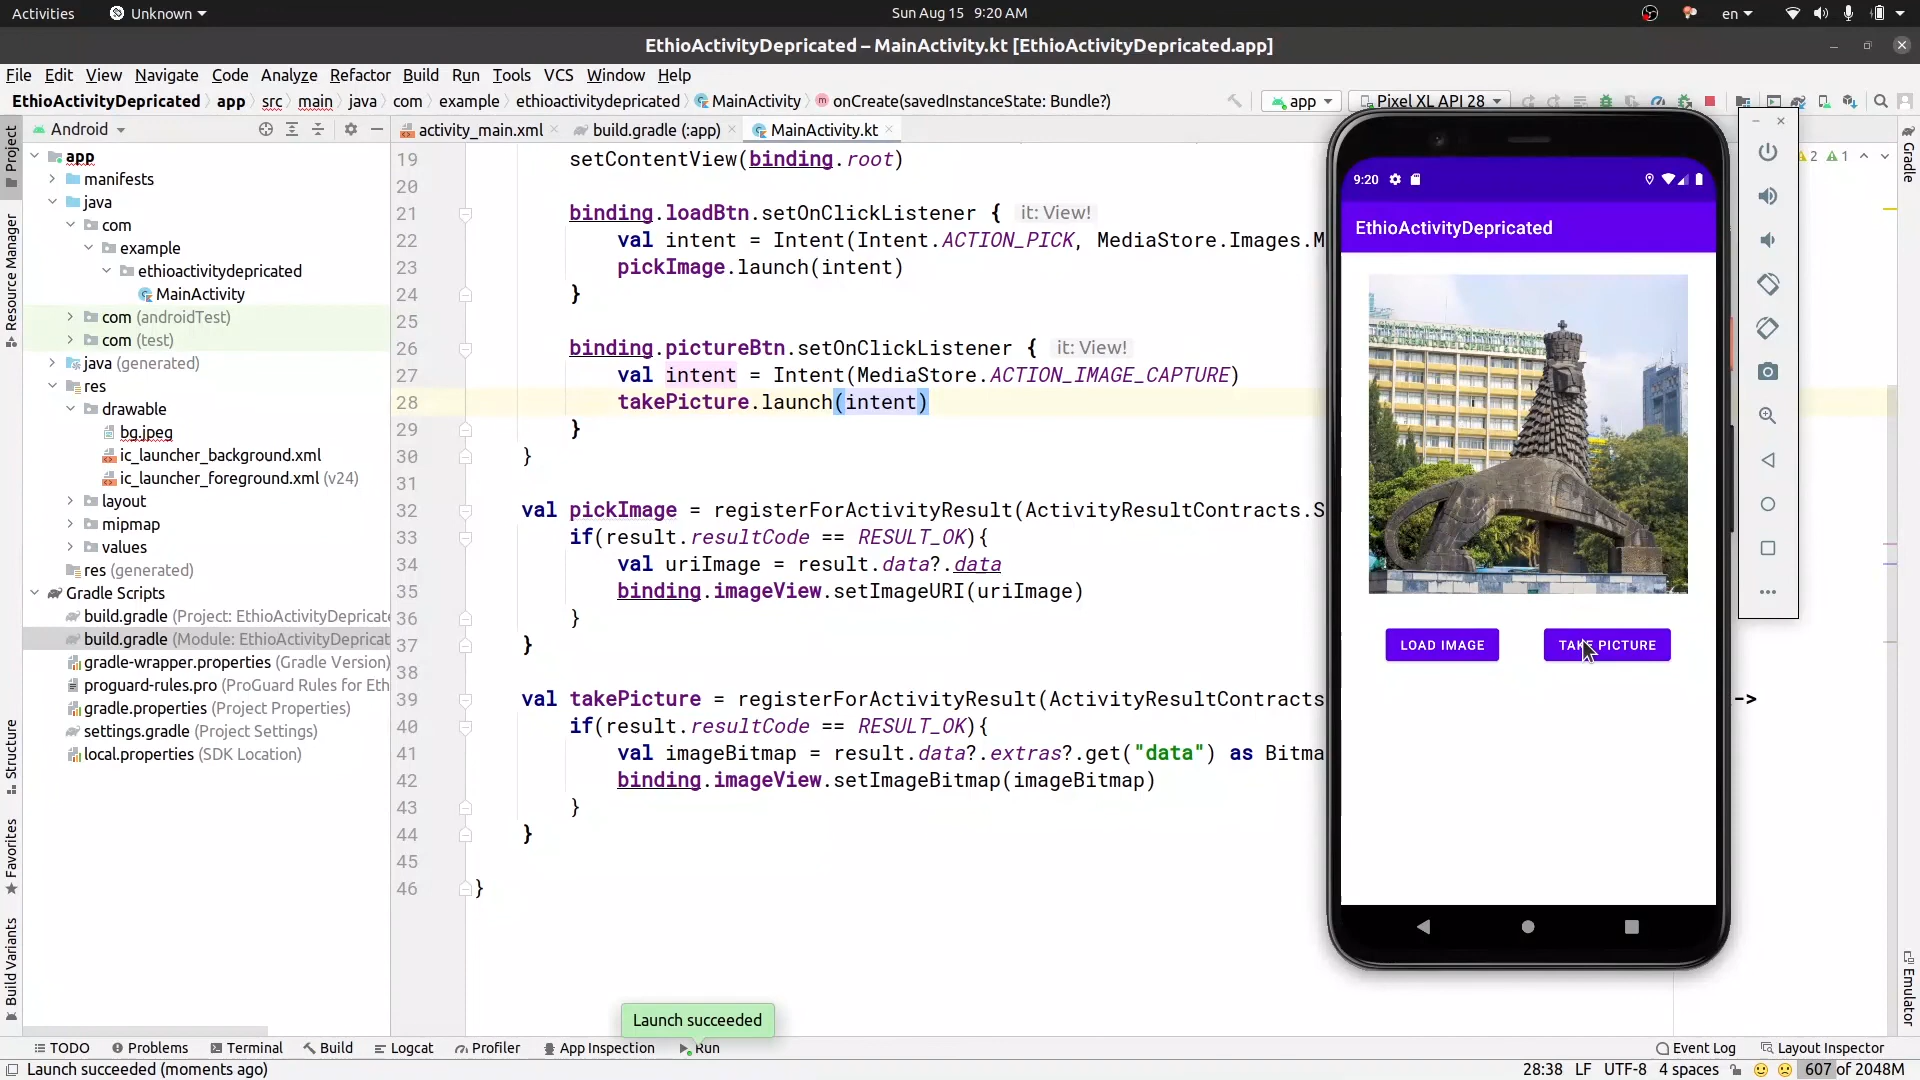 Activities Unknown Sun Aug 15 9:20 AM en
EthioActivityDepricated – MainActivity.kt [EthioActivityDepricated.app]
File Edit View Navigate Code Analyze Refactor Build Run Tools VCS Window Help
EthioActivityDepricated app src main java com example ethioactivitydepricated MainActivity onCreate(savedInstanceState: Bundle?) app Pixel XL API 28
Android activity_main.xml build.gradle (:app) MainActivity.kt
Project
Resource Manager
Structure
Favorites
Build Variants
app
manifests
java
com
example
ethioactivitydepricated
MainActivity
com (androidTest)
com (test)
java (generated)
res
drawable
bg.jpeg
ic_launcher_background.xml
ic_launcher_foreground.xml (v24)
layout
mipmap
values
res (generated)
Gradle Scripts
build.gradle (Project: EthioActivityDepricate
build.gradle (Module: EthioActivityDepricat
gradle-wrapper.properties (Gradle Version)
proguard-rules.pro (ProGuard Rules for Eth
gradle.properties (Project Properties)
settings.gradle (Project Settings)
local.properties (SDK Location)
19 setContentView(binding.root)
20
21 binding.loadBtn.setOnClickListener { it: View!
22 val intent = Intent(Intent.ACTION_PICK, MediaStore.Images.M
23 pickImage.launch(intent)
24 }
25
26 binding.pictureBtn.setOnClickListener { it: View!
27 val intent = Intent(MediaStore.ACTION_IMAGE_CAPTURE)
28 takePicture.launch(intent)
29 }
30 }
31
32 val pickImage = registerForActivityResult(ActivityResultContracts.S
33 if(result.resultCode == RESULT_OK){
34 val uriImage = result.data?.data
35 binding.imageView.setImageURI(uriImage)
36 }
37 }
38
39 val takePicture = registerForActivityResult(ActivityResultContracts ->
40 if(result.resultCode == RESULT_OK){
41 val imageBitmap = result.data?.extras?.get("data") as Bitma
42 binding.imageView.setImageBitmap(imageBitmap)
43 }
44 }
45
46 }
2 1
Gradle
Emulator
9:20
EthioActivityDepricated
LOAD IMAGE TAKE PICTURE
Launch succeeded
TODO Problems Terminal Build Logcat Profiler App Inspection Run Event Log Layout Inspector
Launch succeeded (moments ago) 28:38 LF UTF-8 4 spaces 607 of 2048M